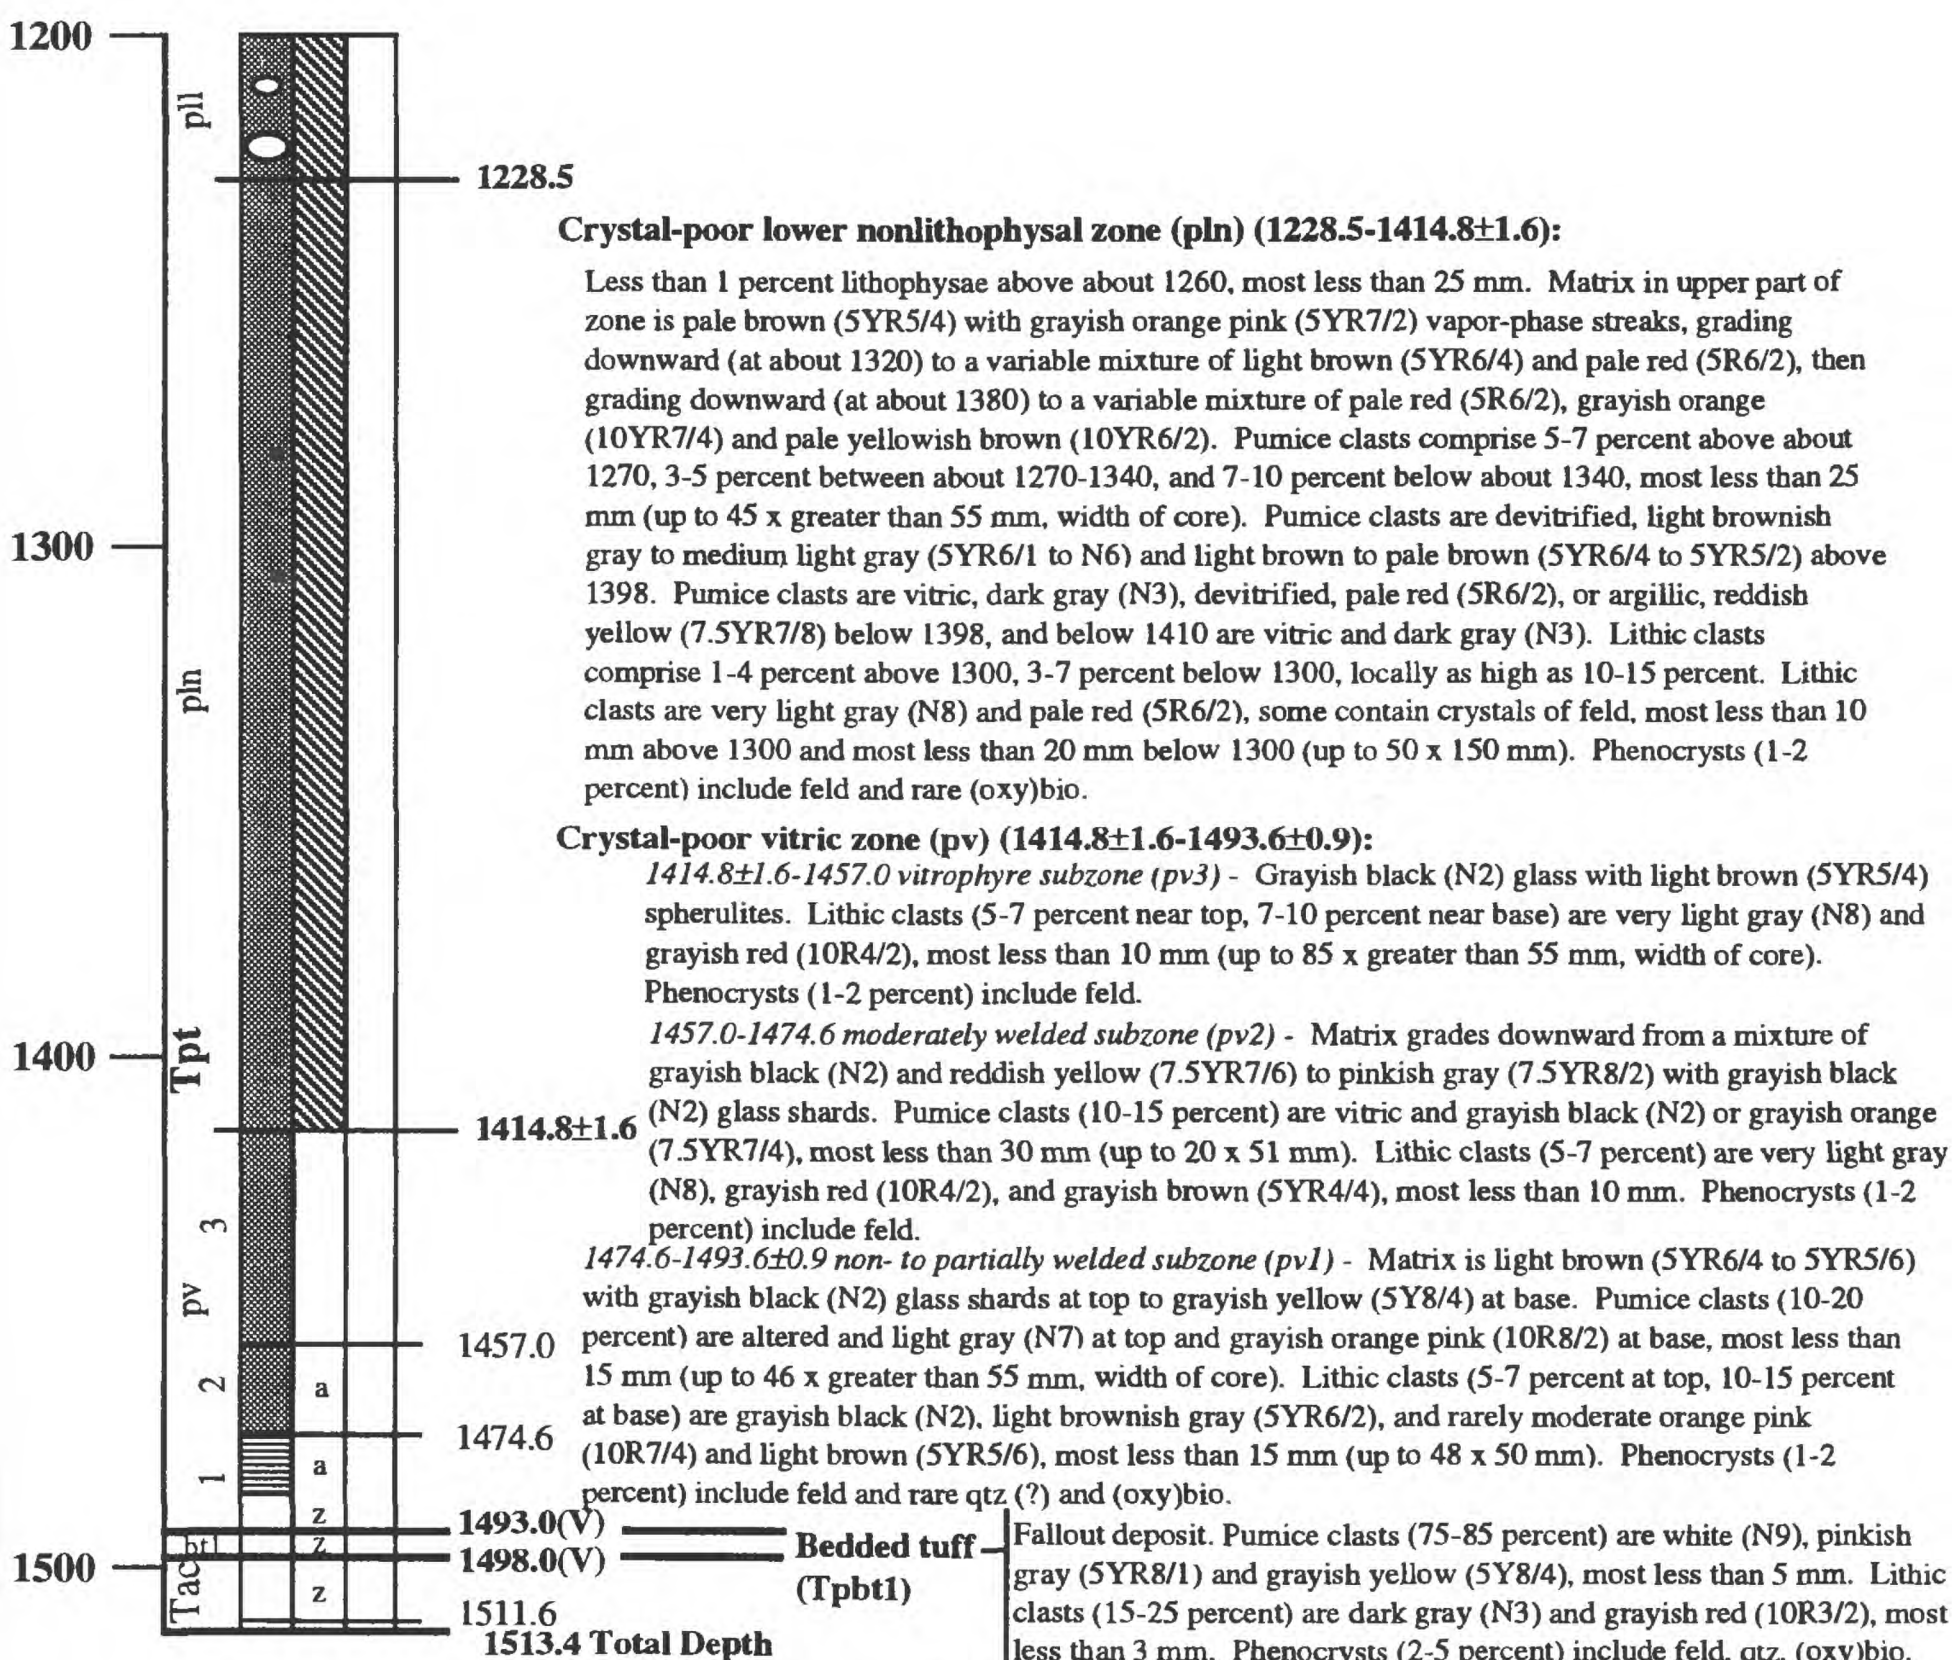 1200
pll
1228.5
Crystal-poor lower nonlithophysal zone (pln) (1228.5-1414.8±1.6):
Less than 1 percent lithophysae above about 1260, most less than 25 mm. Matrix in upper part of
zone is pale brown (5YR5/4) with grayish orange pink (5YR7/2) vapor-phase streaks, grading
downward (at about 1320) to a variable mixture of light brown (5YR6/4) and pale red (5R6/2), then
grading downward (at about 1380) to a variable mixture of pale red (5R6/2), grayish orange
(10YR7/4) and pale yellowish brown (10YR6/2). Pumice clasts comprise 5-7 percent above about
1270, 3-5 percent between about 1270-1340, and 7-10 percent below about 1340, most less than 25
mm (up to 45 x greater than 55 mm, width of core). Pumice clasts are devitrified, light brownish
gray to medium light gray (5YR6/1 to N6) and light brown to pale brown (5YR6/4 to 5YR5/2) above
1398. Pumice clasts are vitric, dark gray (N3), devitrified, pale red (5R6/2), or argillic, reddish
yellow (7.5YR7/8) below 1398, and below 1410 are vitric and dark gray (N3). Lithic clasts
comprise 1-4 percent above 1300, 3-7 percent below 1300, locally as high as 10-15 percent. Lithic
clasts are very light gray (N8) and pale red (5R6/2), some contain crystals of feld, most less than 10
mm above 1300 and most less than 20 mm below 1300 (up to 50 x 150 mm). Phenocrysts (1-2
percent) include feld and rare (oxy)bio.
1300
pln
Crystal-poor vitric zone (pv) (1414.8±1.6-1493.6±0.9):
1414.8±1.6-1457.0 vitrophyre subzone (pv3) - Grayish black (N2) glass with light brown (5YR5/4)
spherulites. Lithic clasts (5-7 percent near top, 7-10 percent near base) are very light gray (N8) and
grayish red (10R4/2), most less than 10 mm (up to 85 x greater than 55 mm, width of core).
Phenocrysts (1-2 percent) include feld.
1457.0-1474.6 moderately welded subzone (pv2) - Matrix grades downward from a mixture of
grayish black (N2) and reddish yellow (7.5YR7/6) to pinkish gray (7.5YR8/2) with grayish black
(N2) glass shards. Pumice clasts (10-15 percent) are vitric and grayish black (N2) or grayish orange
(7.5YR7/4), most less than 30 mm (up to 20 x 51 mm). Lithic clasts (5-7 percent) are very light gray
(N8), grayish red (10R4/2), and grayish brown (5YR4/4), most less than 10 mm. Phenocrysts (1-2
percent) include feld.
1400
Tpt
1414.8±1.6
3
pv
1474.6-1493.6±0.9 non- to partially welded subzone (pv1) - Matrix is light brown (5YR6/4 to 5YR5/6)
with grayish black (N2) glass shards at top to grayish yellow (5Y8/4) at base. Pumice clasts (10-20
percent) are altered and light gray (N7) at top and grayish orange pink (10R8/2) at base, most less than
15 mm (up to 46 x greater than 55 mm, width of core). Lithic clasts (5-7 percent at top, 10-15 percent
at base) are grayish black (N2), light brownish gray (5YR6/2), and rarely moderate orange pink
(10R7/4) and light brown (5YR5/6), most less than 15 mm (up to 48 x 50 mm). Phenocrysts (1-2
percent) include feld and rare qtz (?) and (oxy)bio.
1457.0
2
a
1474.6
1
a
z
1493.0(V)
bt1
z
1498.0(V)
1500
Tac
z
1511.6
1513.4 Total Depth
Bedded tuff
(Tpbt1)
Fallout deposit. Pumice clasts (75-85 percent) are white (N9), pinkish
gray (5YR8/1) and grayish yellow (5Y8/4), most less than 5 mm. Lithic
clasts (15-25 percent) are dark gray (N3) and grayish red (10R3/2), most
less than 3 mm. Phenocrysts (2-5 percent) include feld, qtz, (oxy)bio.